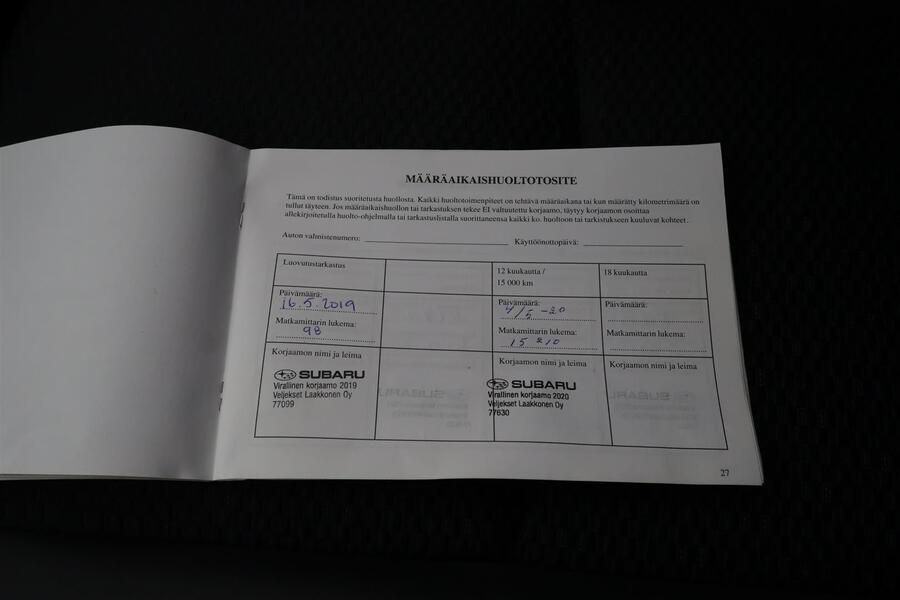 MÄÄRÄAIKAISHUOLTOTOSITE
Tämä on todistus suoritetusta huollosta. Kaikki huoltotoimenpiteet on tehtävä määräaikana tai kun määrätty kilometrimäärä on
tullut täyteen. Jos määräaikaishuollon tai tarkastuksen tekee EI valtuutettu korjaamo, täytyy korjaamon osoittaa
allekirjoitetulla huolto-ohjelmalla tai tarkastuslistalla suorittaneensa kaikki ko. huoltoon tai tarkistukseen kuuluvat kohteet.
Auton valmistenumero: Käyttöönottopäivä:
Luovutustarkastus
12 kuukautta /
15 000 km
18 kuukautta
Päivämäärä:
16.5.2019
Päivämäärä:
4/5 -20
Päivämäärä:
Matkamittarin lukema:
98
Matkamittarin lukema:
15 210
Matkamittarin lukema:
Korjaamon nimi ja leima
SUBARU
Virallinen korjaamo 2019
Veljekset Laakkonen Oy
77099
Korjaamon nimi ja leima
SUBARU
Virallinen korjaamo 2020
Veljekset Laakkonen Oy
77630
Korjaamon nimi ja leima
27